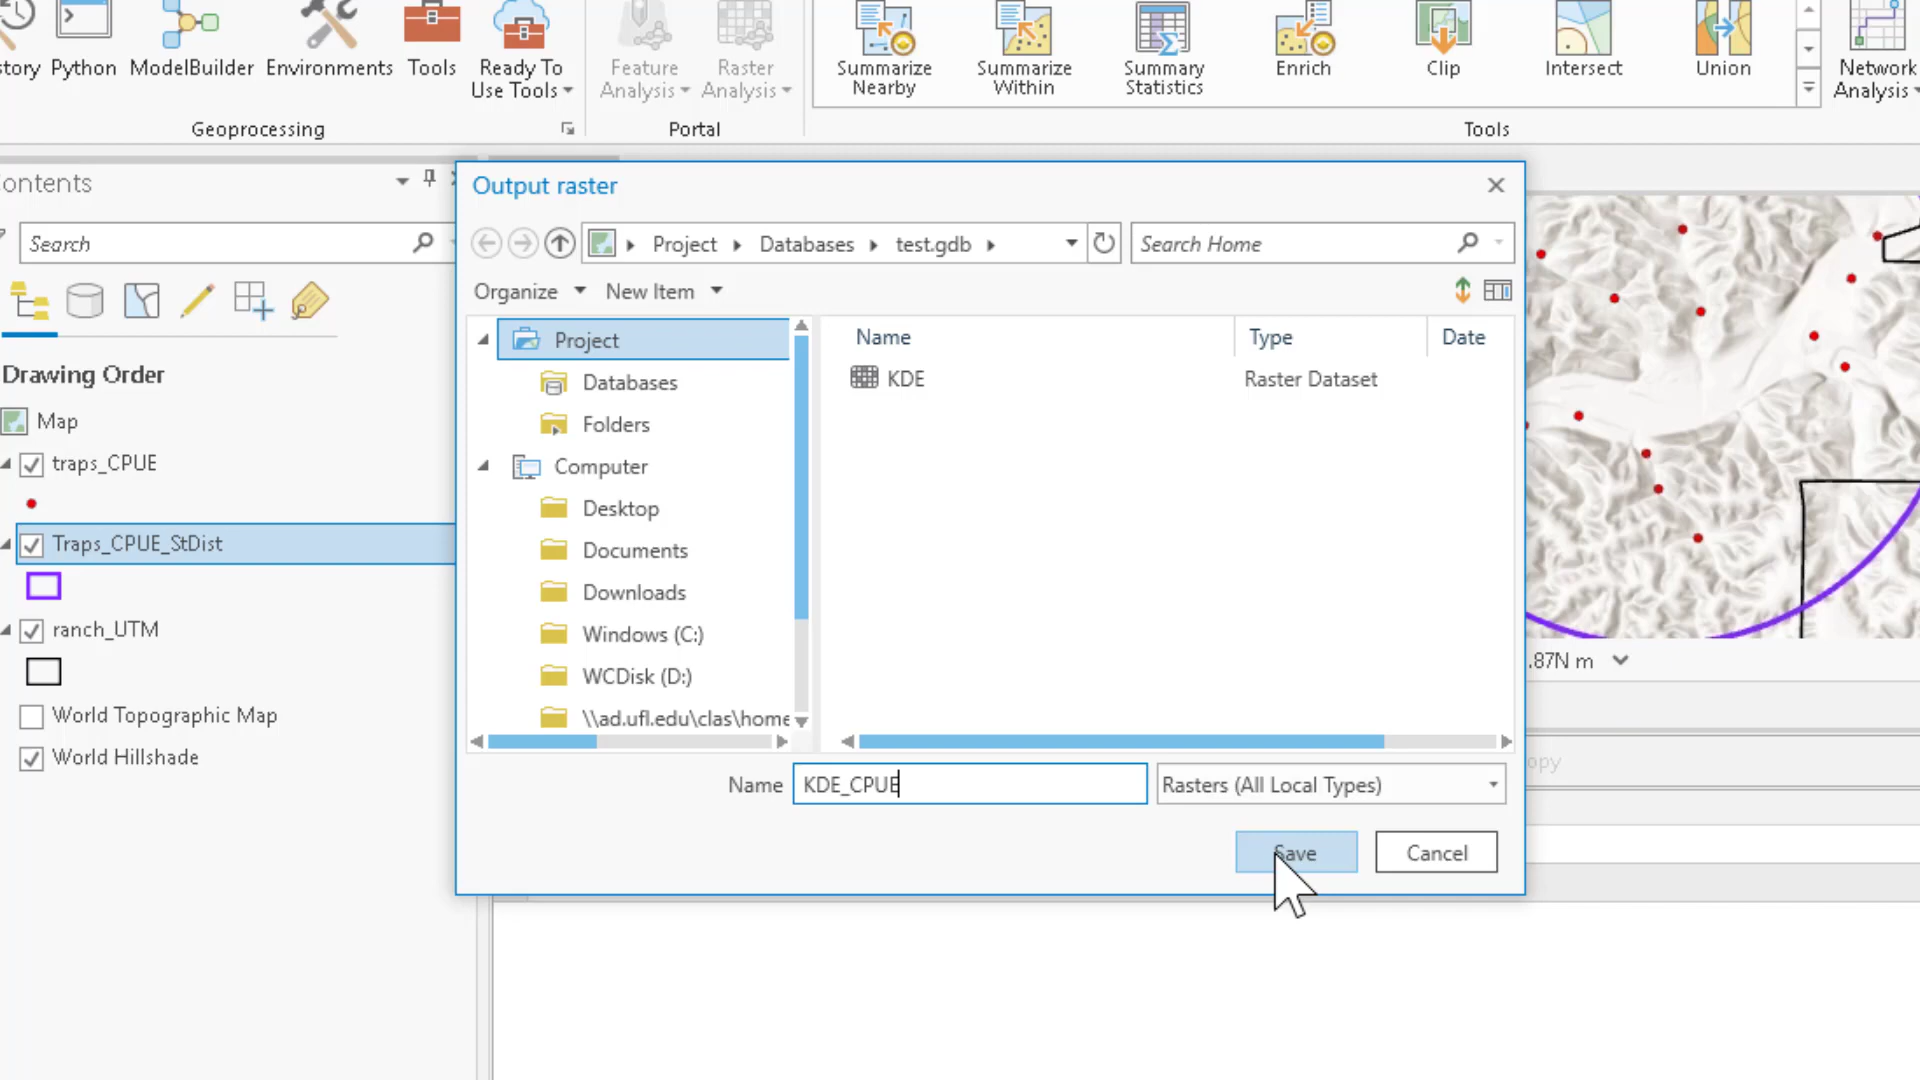 story Python ModelBuilder Environments Tools Ready To Use Tools Feature Analysis Raster Analysis
Summarize Nearby Summarize Within Summary Statistics Enrich Clip Intersect Union Network Analysis
Geoprocessing Portal Tools
ontents
Search
Drawing Order
Map
traps_CPUE
Traps_CPUE_StDist
ranch_UTM
World Topographic Map
World Hillshade
Output raster
Project Databases test.gdb Search Home
Organize New Item
Project
Databases
Folders
Computer
Desktop
Documents
Downloads
Windows (C:)
WCDisk (D:)
\\ad.ufl.edu\clas\home
Name Type Date
KDE Raster Dataset
Name KDE_CPUE Rasters (All Local Types)
Save Cancel
.87N m
opy